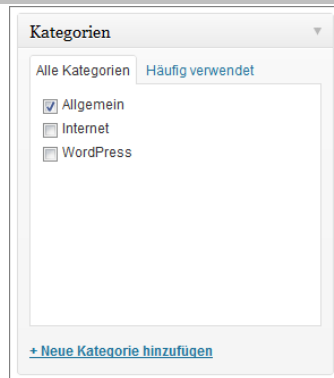 Kategorien
Alle Kategorien Häufig verwendet
Allgemein
Internet
WordPress
+ Neue Kategorie hinzufügen